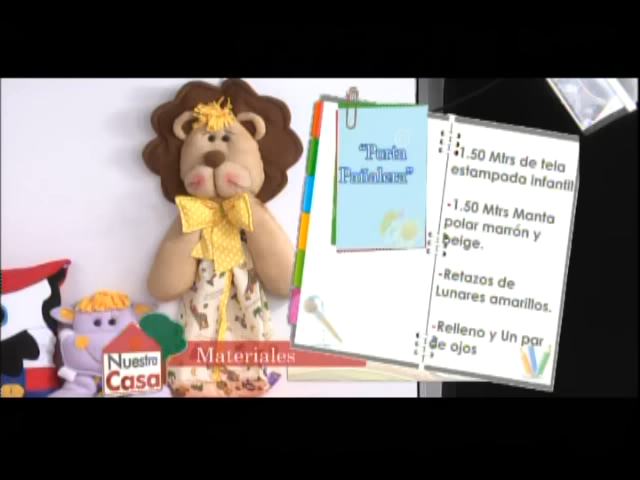 "Porta
Pañalera"
-1.50 Mtrs de tela
estampada Infantil
-1.50 Mtrs Manta
polar marrón y
beige.
-Retazos de
Lunares amarillos.
-Relleno y Un par
de ojos
Materiales
Nuestra
Casa